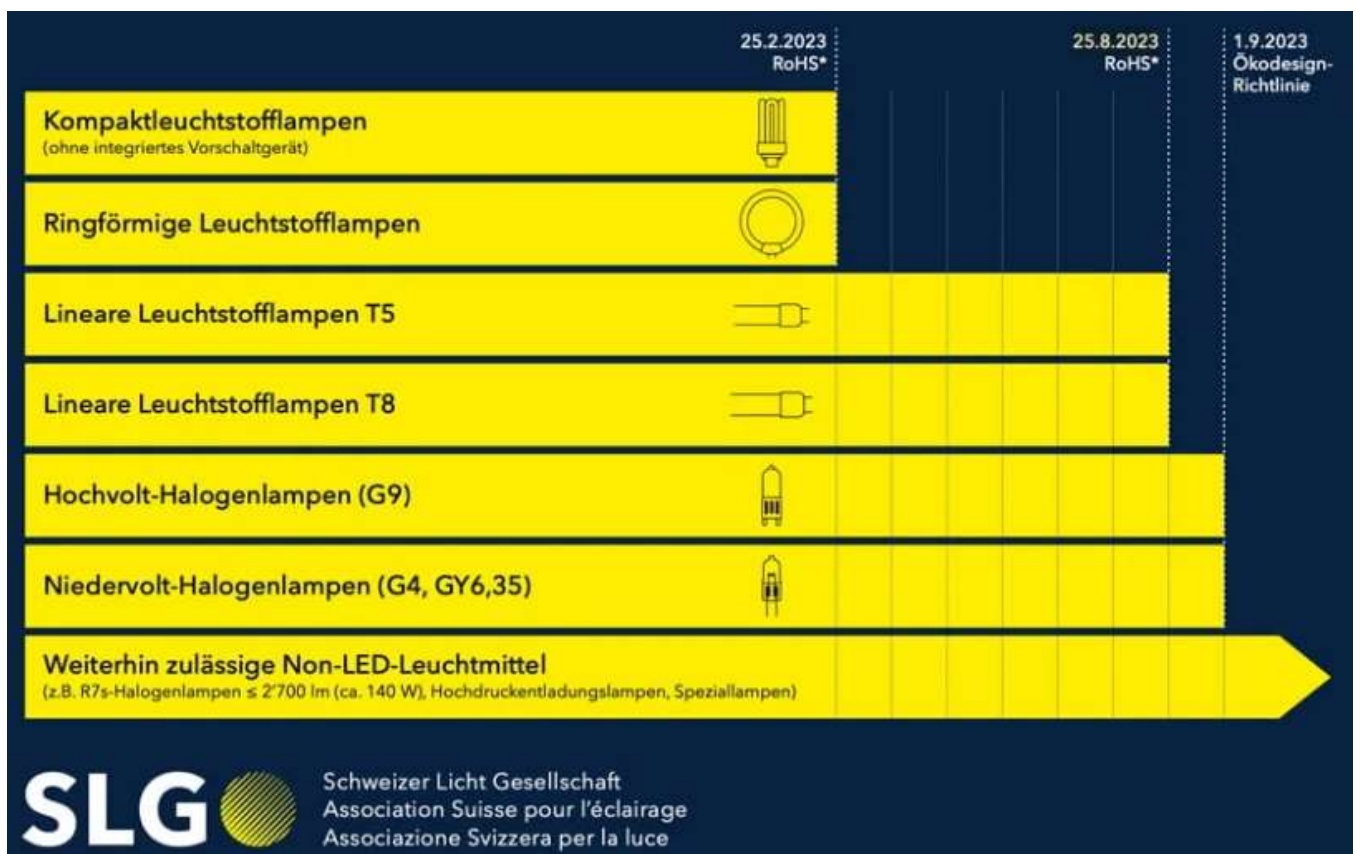 25.2.2023
RoHS*
25.8.2023
RoHS*
1.9.2023
Ökodesign-
Richtlinie
Kompaktleuchtstofflampen
(ohne integriertes Vorschaltgerät)
Ringförmige Leuchtstofflampen
Lineare Leuchtstofflampen T5
Lineare Leuchtstofflampen T8
Hochvolt-Halogenlampen (G9)
Niedervolt-Halogenlampen (G4, GY6,35)
Weiterhin zulässige Non-LED-Leuchtmittel
(z.B. R7s-Halogenlampen ≤ 2'700 lm (ca. 140 W), Hochdruckentladungslampen, Speziallampen)
SLG
Schweizer Licht Gesellschaft
Association Suisse pour l'éclairage
Associazione Svizzera per la luce